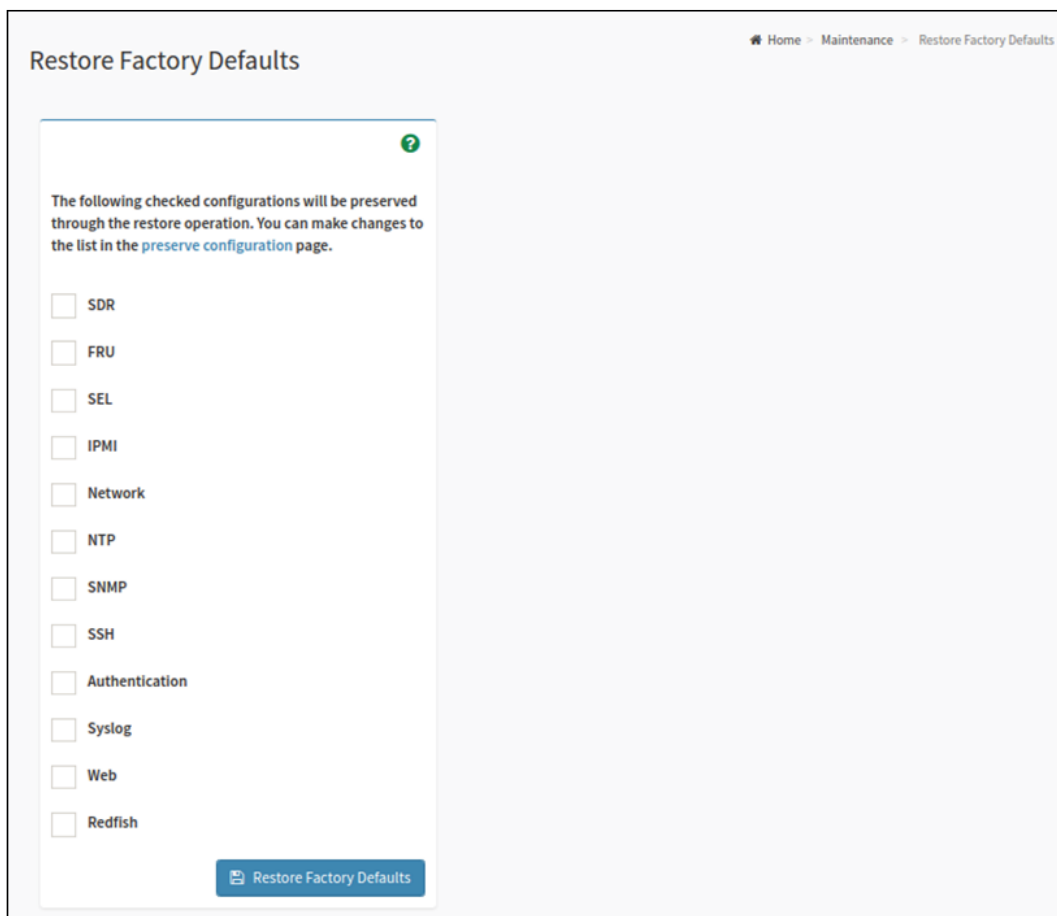 Home > Maintenance > Restore Factory Defaults
Restore Factory Defaults
The following checked configurations will be preserved
through the restore operation. You can make changes to
the list in the preserve configuration page.
SDR
FRU
SEL
IPMI
Network
NTP
SNMP
SSH
Authentication
Syslog
Web
Redfish
Restore Factory Defaults